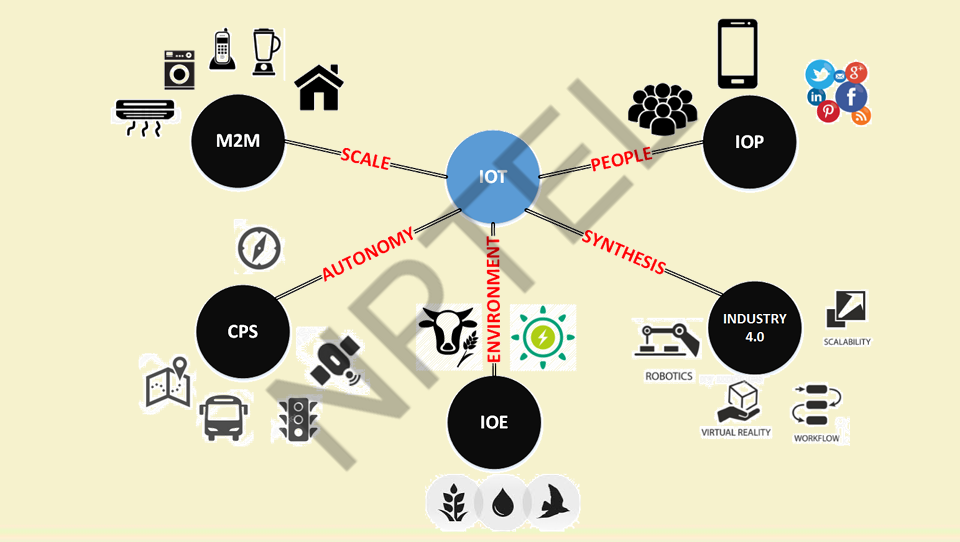 M2M
SCALE
IOT
PEOPLE
IOP
g+
in
f
AUTONOMY
ENVIRONMENT
SYNTHESIS
CPS
INDUSTRY
4.0
SCALABILITY
ROBOTICS
VIRTUAL REALITY
WORKFLOW
IOE
NPTEL